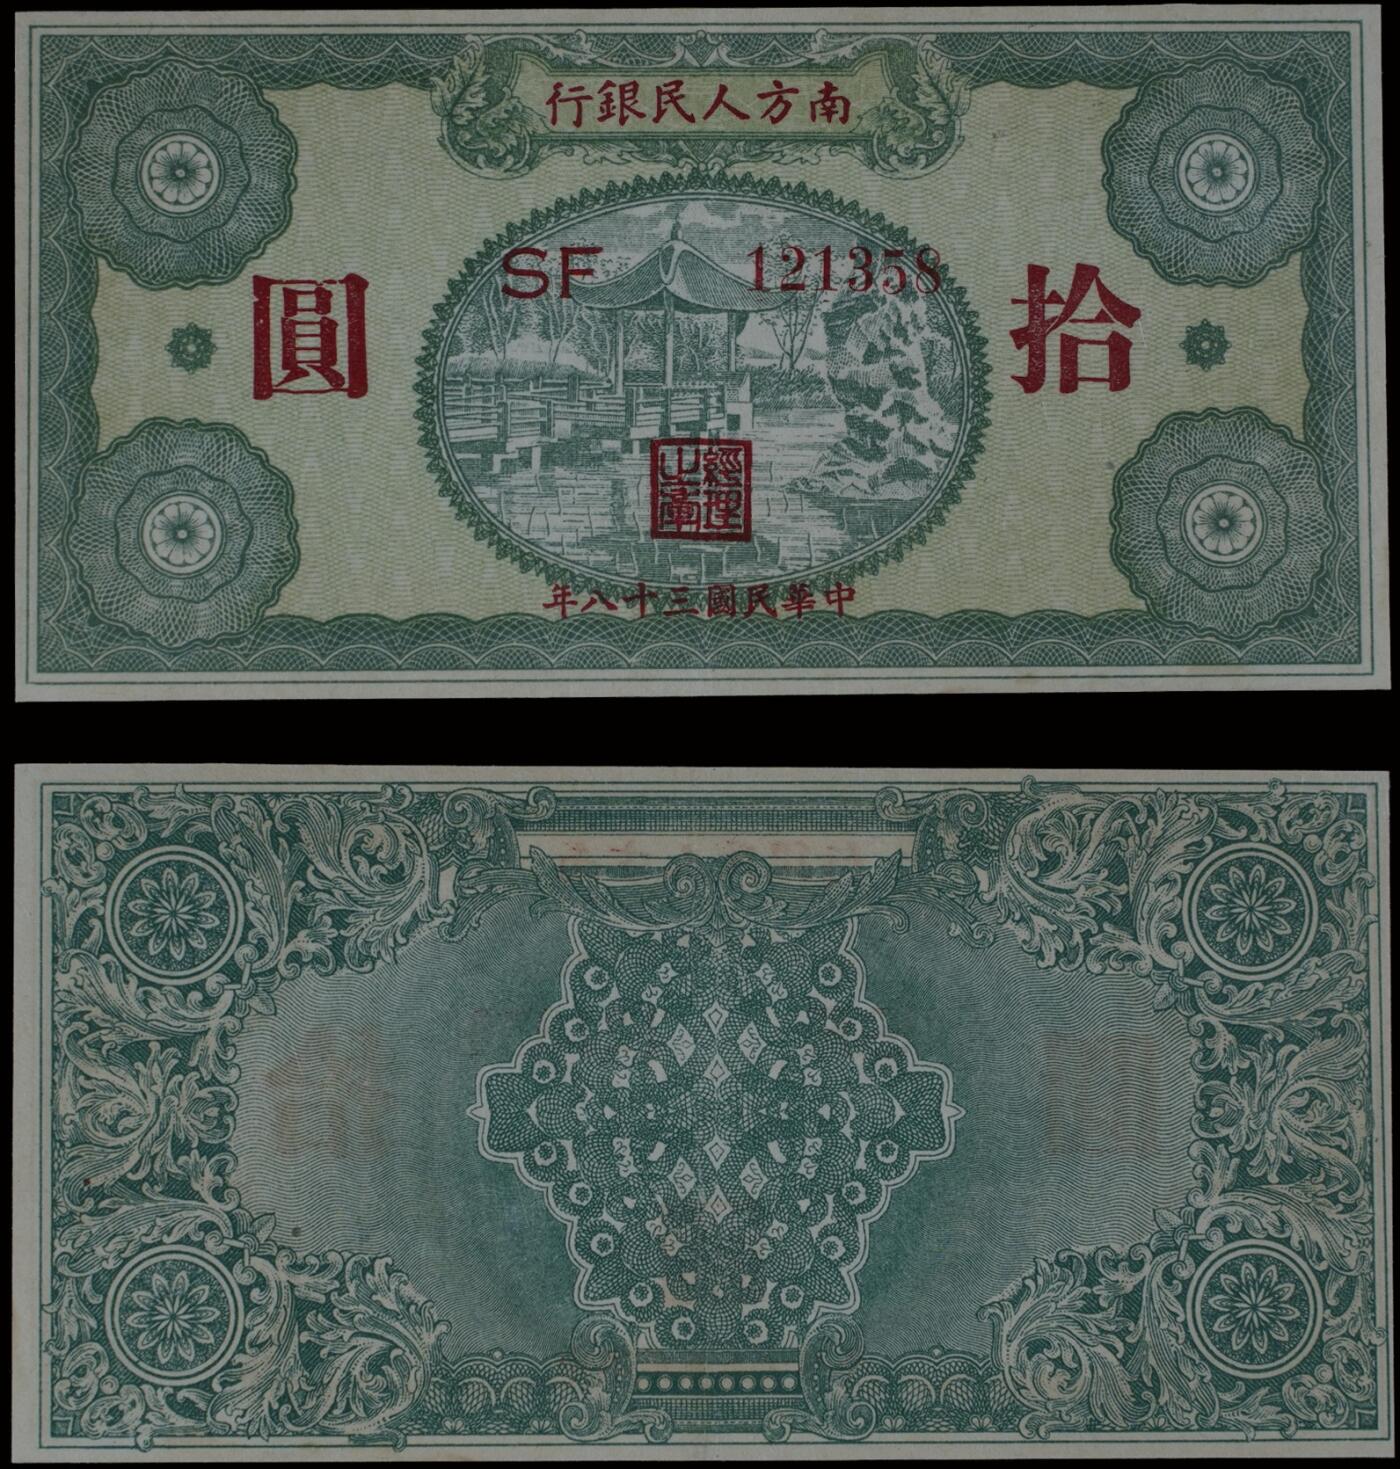 南方人民銀行
SF 121358
拾圓
經理之章
中華民國三十八年